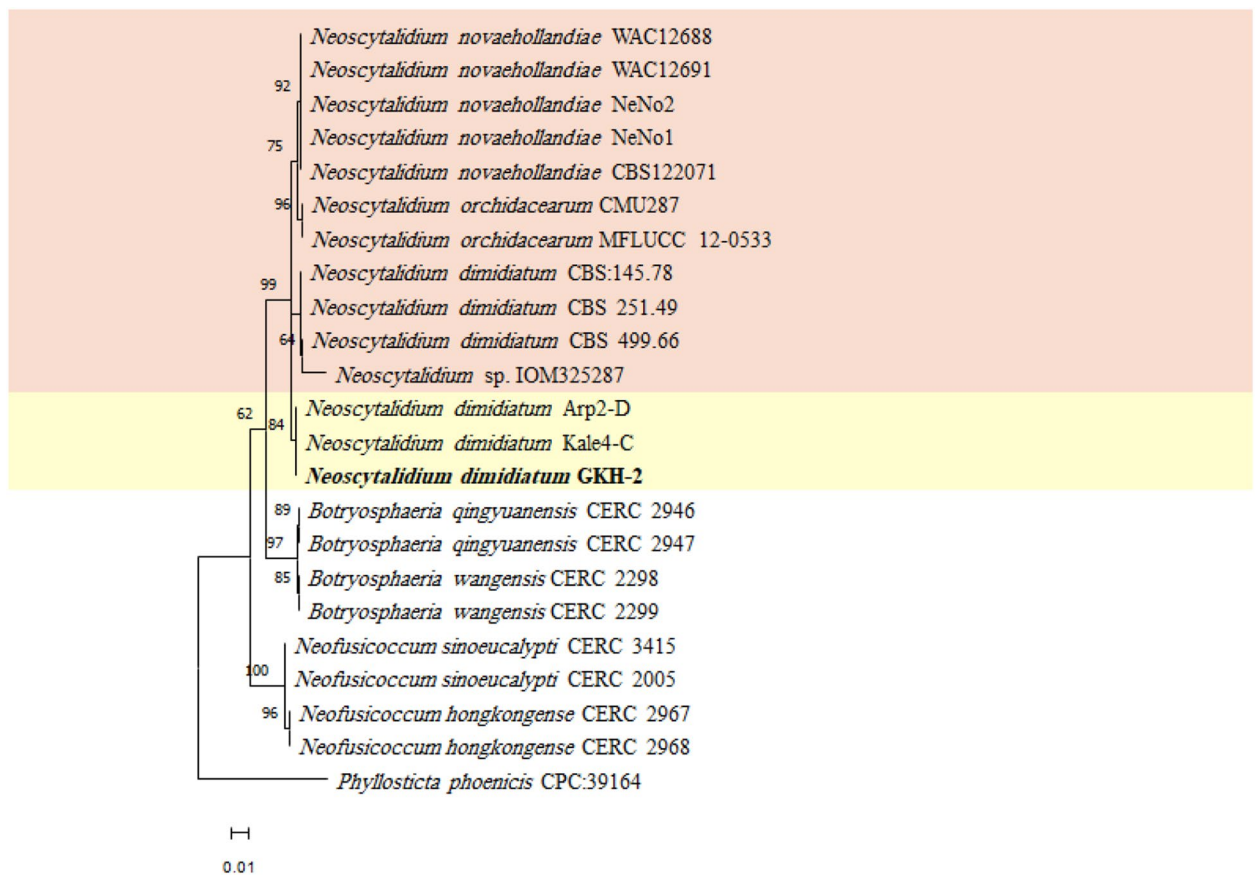 Neoscytalidium novaehollandiae WAC12688
Neoscytalidium novaehollandiae WAC12691
92
Neoscytalidium novaehollandiae NeNo2
Neoscytalidium novaehollandiae NeNo1
75
Neoscytalidium novaehollandiae CBS122071
96
Neoscytalidium orchidacearum CMU287
Neoscytalidium orchidacearum MFLUCC 12-0533
Neoscytalidium dimidiatum CBS:145.78
99
Neoscytalidium dimidiatum CBS 251.49
64
Neoscytalidium dimidiatum CBS 499.66
Neoscytalidium sp. IOM325287
Neoscytalidium dimidiatum Arp2-D
62
84
Neoscytalidium dimidiatum Kale4-C
Neoscytalidium dimidiatum GKH-2
89
Botryosphaeria qingyuanensis CERC 2946
97
Botryosphaeria qingyuanensis CERC 2947
85
Botryosphaeria wangensis CERC 2298
Botryosphaeria wangensis CERC 2299
Neofusicoccum sinoeucalypti CERC 3415
100
Neofusicoccum sinoeucalypti CERC 2005
96
Neofusicoccum hongkongense CERC 2967
Neofusicoccum hongkongense CERC 2968
Phyllosticta phoenicis CPC:39164
0.01